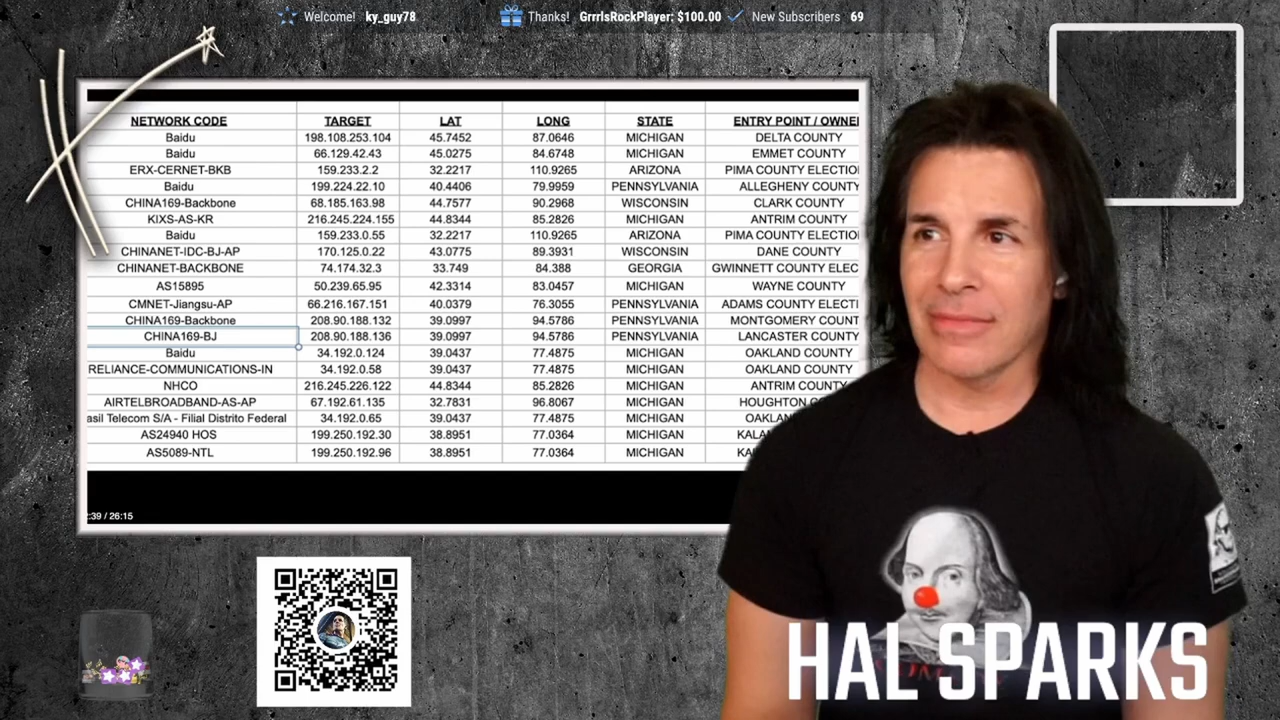 Welcome! ky_guy78 Thanks! GrrrlsRockPlayer: $100.00 New Subscribers 69
NETWORK CODE TARGET LAT LONG STATE ENTRY POINT / OWNE
Baidu 198.108.253.104 45.7452 87.0646 MICHIGAN DELTA COUNTY
Baidu 66.129.42.43 45.0275 84.6748 MICHIGAN EMMET COUNTY
ERX-CERNET-BKB 159.233.2.2 32.2217 110.9265 ARIZONA PIMA COUNTY ELECTIO
Baidu 199.224.22.10 40.4406 79.9959 PENNSYLVANIA ALLEGHENY COUNTY
CHINA169-Backbone 68.185.163.98 44.7577 90.2968 WISCONSIN CLARK COUNTY
KIXS-AS-KR 216.245.224.155 44.8344 85.2826 MICHIGAN ANTRIM COUNTY
Baidu 159.233.0.55 32.2217 110.9265 ARIZONA PIMA COUNTY ELECTIO
CHINANET-IDC-BJ-AP 170.125.0.22 43.0775 89.3931 WISCONSIN DANE COUNTY
CHINANET-BACKBONE 74.174.32.3 33.749 84.388 GEORGIA GWINNETT COUNTY ELEC
AS15895 50.239.65.95 42.3314 83.0457 MICHIGAN WAYNE COUNTY
CMNET-Jiangsu-AP 66.216.167.151 40.0379 76.3055 PENNSYLVANIA ADAMS COUNTY ELECTI
CHINA169-Backbone 208.90.188.132 39.0997 94.5786 PENNSYLVANIA MONTGOMERY COUNT
CHINA169-BJ 208.90.188.136 39.0997 94.5786 PENNSYLVANIA LANCASTER COUNTY
Baidu 34.192.0.124 39.0437 77.4875 MICHIGAN OAKLAND COUNTY
RELIANCE-COMMUNICATIONS-IN 34.192.0.58 39.0437 77.4875 MICHIGAN OAKLAND COUNTY
NHCO 216.245.226.122 44.8344 85.2826 MICHIGAN ANTRIM COUNTY
AIRTELBROADBAND-AS-AP 67.192.61.135 32.7831 96.8067 MICHIGAN HOUGHTON CO
asil Telecom S/A - Filial Distrito Federal 34.192.0.65 39.0437 77.4875 MICHIGAN OAKLAN
AS24940 HOS 199.250.192.30 38.8951 77.0364 MICHIGAN KALA
AS5089-NTL 199.250.192.96 38.8951 77.0364 MICHIGAN KA
:39 / 26:15
HAL SPARKS